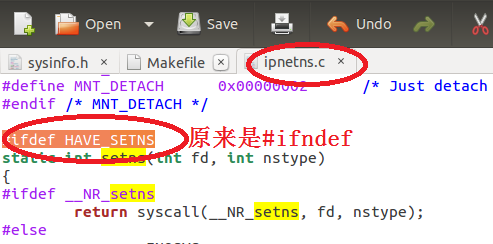 Open Save Undo
sysinfo.h × Makefile × ipnetns.c ×
#define MNT_DETACH 0x00000002 /* Just detach
#endif /* MNT_DETACH */
#ifdef HAVE_SETNS 原来是#ifndef
static int setns(int fd, int nstype)
{
#ifdef __NR_setns
return syscall(__NR_setns, fd, nstype);
#else